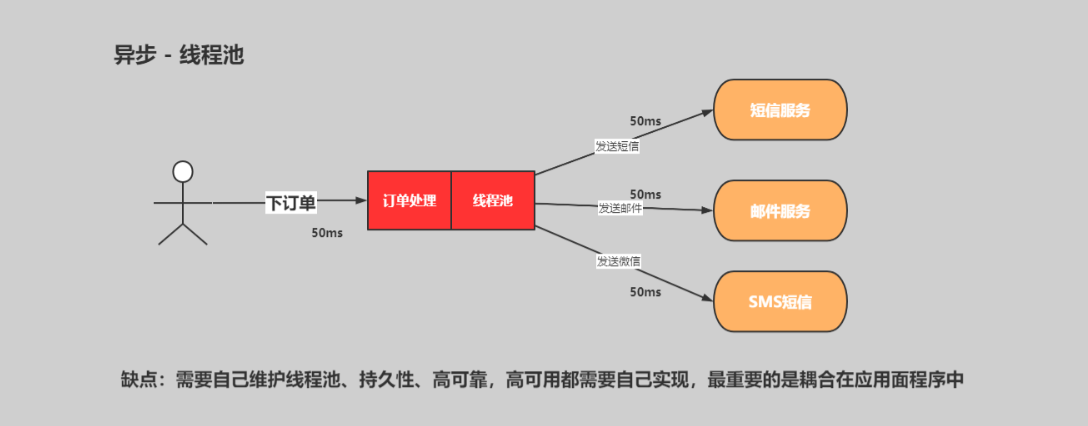 异步 - 线程池
50ms
短信服务
发送短信
订单处理
线程池
下订单
50ms
50ms
发送邮件
邮件服务
发送微信
50ms
SMS短信
缺点：需要自己维护线程池、持久性、高可靠，高可用都需要自己实现，最重要的是耦合在应用面程序中